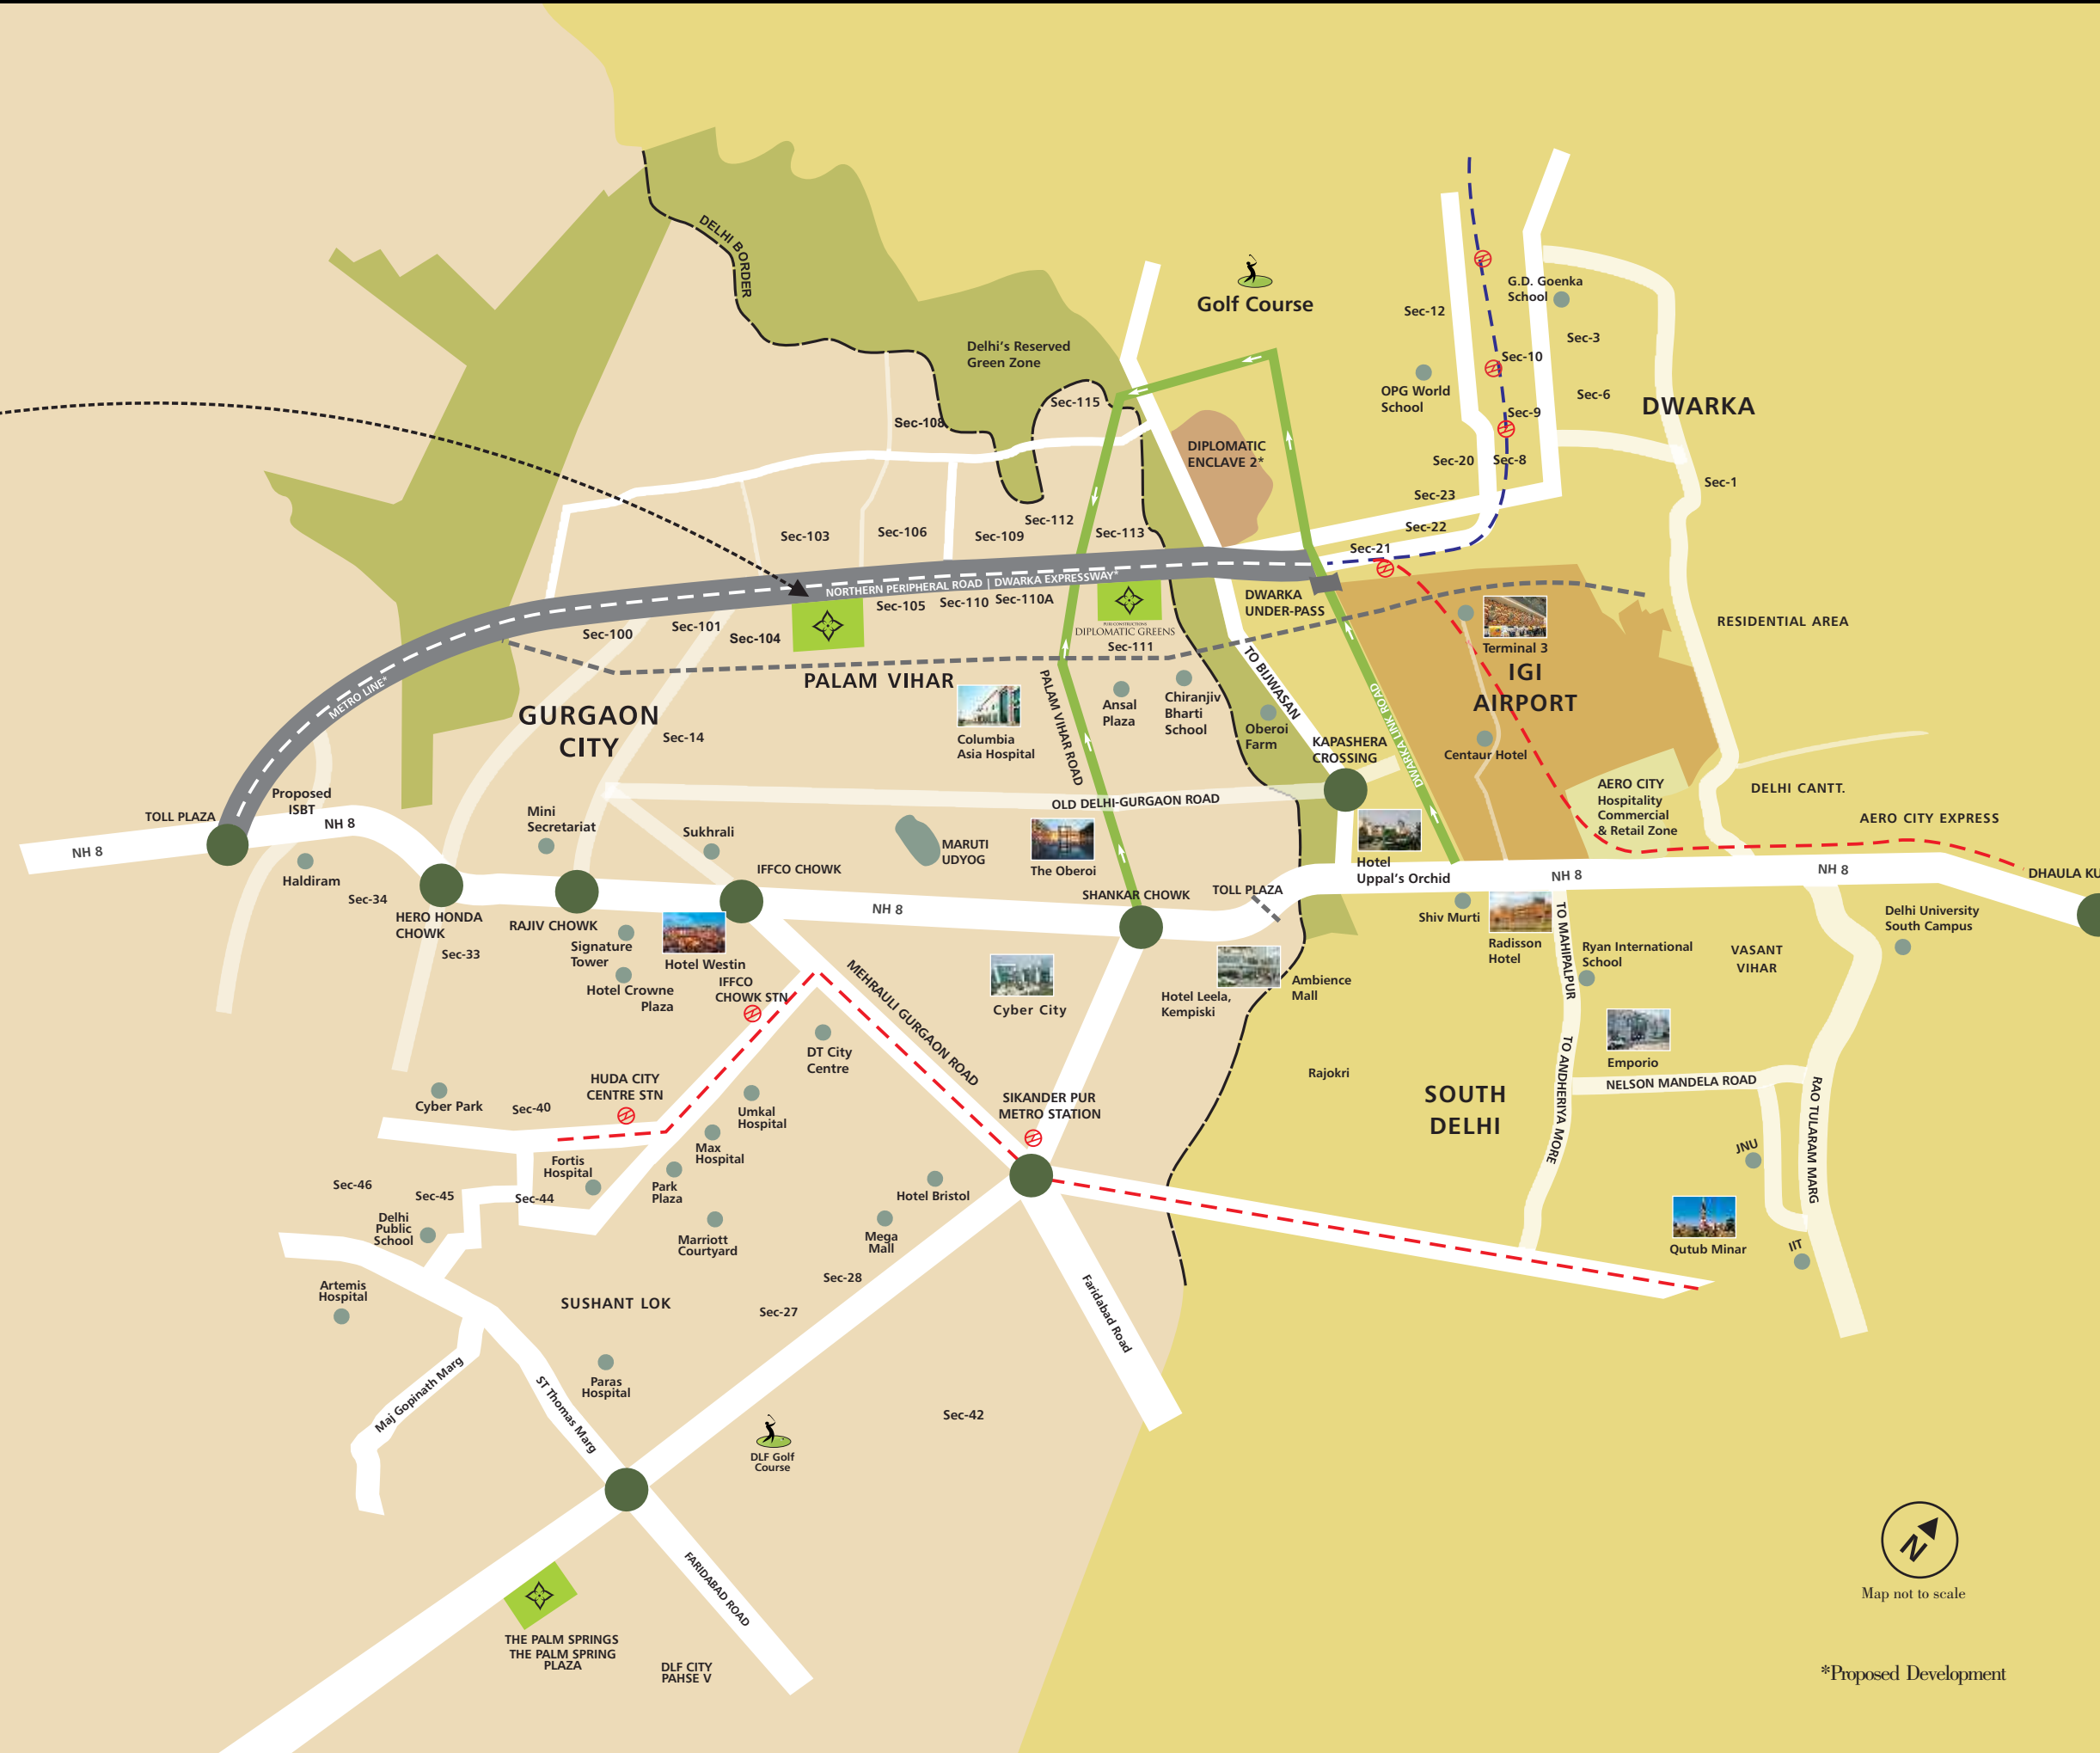 DELHI BORDER
Golf Course
G.D. Goenka
School
Sec-12
Sec-3
Delhi's Reserved
Green Zone
Sec-10
OPG World
School
Sec-6
Sec-115
DWARKA
Sec-9
Sec-108
DIPLOMATIC
ENCLAVE 2*
Sec-20
Sec-8
Sec-1
Sec-23
Sec-112
Sec-22
Sec-103
Sec-106
Sec-109
Sec-113
Sec-21
NORTHERN PERIPHERAL ROAD | DWARKA EXPRESSWAY*
METRO LINE*
DWARKA
UNDER-PASS
Sec-105
Sec-110
Sec-110A
Sec-100
Sec-101
Sec-104
DIPLOMATIC GREENS
Sec-111
RESIDENTIAL AREA
Terminal 3
IGI
AIRPORT
PALAM VIHAR
TO BIJWASAN
PALAM VIHAR ROAD
DWARKA LINK ROAD
GURGAON
CITY
Sec-14
Columbia
Asia Hospital
Ansal
Plaza
Chiranjiv
Bharti
School
Oberoi
Farm
KAPASHERA
CROSSING
Centaur Hotel
AERO CITY
Hospitality
Commercial
& Retail Zone
DELHI CANTT.
AERO CITY EXPRESS
Proposed
ISBT
TOLL PLAZA
NH 8
NH 8
Mini
Secretariat
Sukhrali
OLD DELHI-GURGAON ROAD
MARUTI
UDYOG
The Oberoi
IFFCO CHOWK
Hotel
Uppal's Orchid
NH 8
NH 8
DHAULA KU
Haldiram
Sec-34
HERO HONDA
CHOWK
RAJIV CHOWK
NH 8
SHANKAR CHOWK
TOLL PLAZA
Shiv Murti
Radisson
Hotel
TO MAHIPALPUR
Ryan International
School
VASANT
VIHAR
Delhi University
South Campus
Sec-33
Signature
Tower
Hotel Westin
Hotel Crowne
Plaza
IFFCO
CHOWK STN
MEHRAULI GURGAON ROAD
Cyber City
Hotel Leela,
Kempiski
Ambience
Mall
DT City
Centre
Emporio
TO ANDHERIYA MORE
NELSON MANDELA ROAD
RAO TULARAM MARG
Rajokri
SOUTH
DELHI
HUDA CITY
CENTRE STN
Cyber Park
Sec-40
Umkal
Hospital
SIKANDER PUR
METRO STATION
Max
Hospital
JNU
Fortis
Hospital
Park
Plaza
Sec-46
Sec-45
Sec-44
Hotel Bristol
Delhi
Public
School
Marriott
Courtyard
Mega
Mall
Qutub Minar
IIT
Artemis
Hospital
Sec-28
SUSHANT LOK
Sec-27
Faridabad Road
Maj Gopinath Marg
ST Thomas Marg
Paras
Hospital
Sec-42
DLF Golf
Course
FARIDABAD ROAD
THE PALM SPRINGS
THE PALM SPRING
PLAZA
DLF CITY
PAHSE V
N
Map not to scale
*Proposed Development